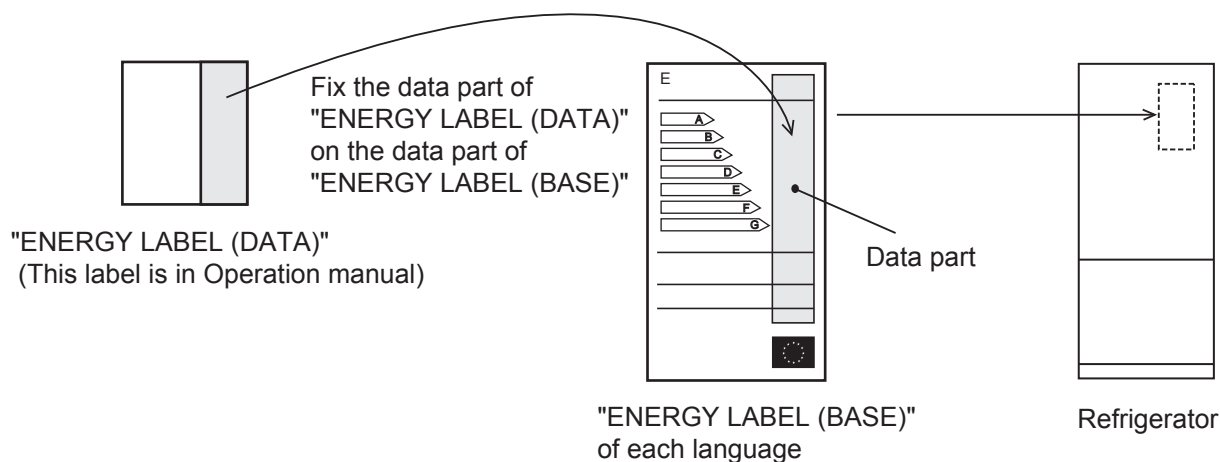 Fix the data part of
"ENERGY LABEL (DATA)"
on the data part of
"ENERGY LABEL (BASE)"
"ENERGY LABEL (DATA)"
(This label is in Operation manual)
E
A
B
C
D
E
F
G
Data part
"ENERGY LABEL (BASE)"
of each language
Refrigerator